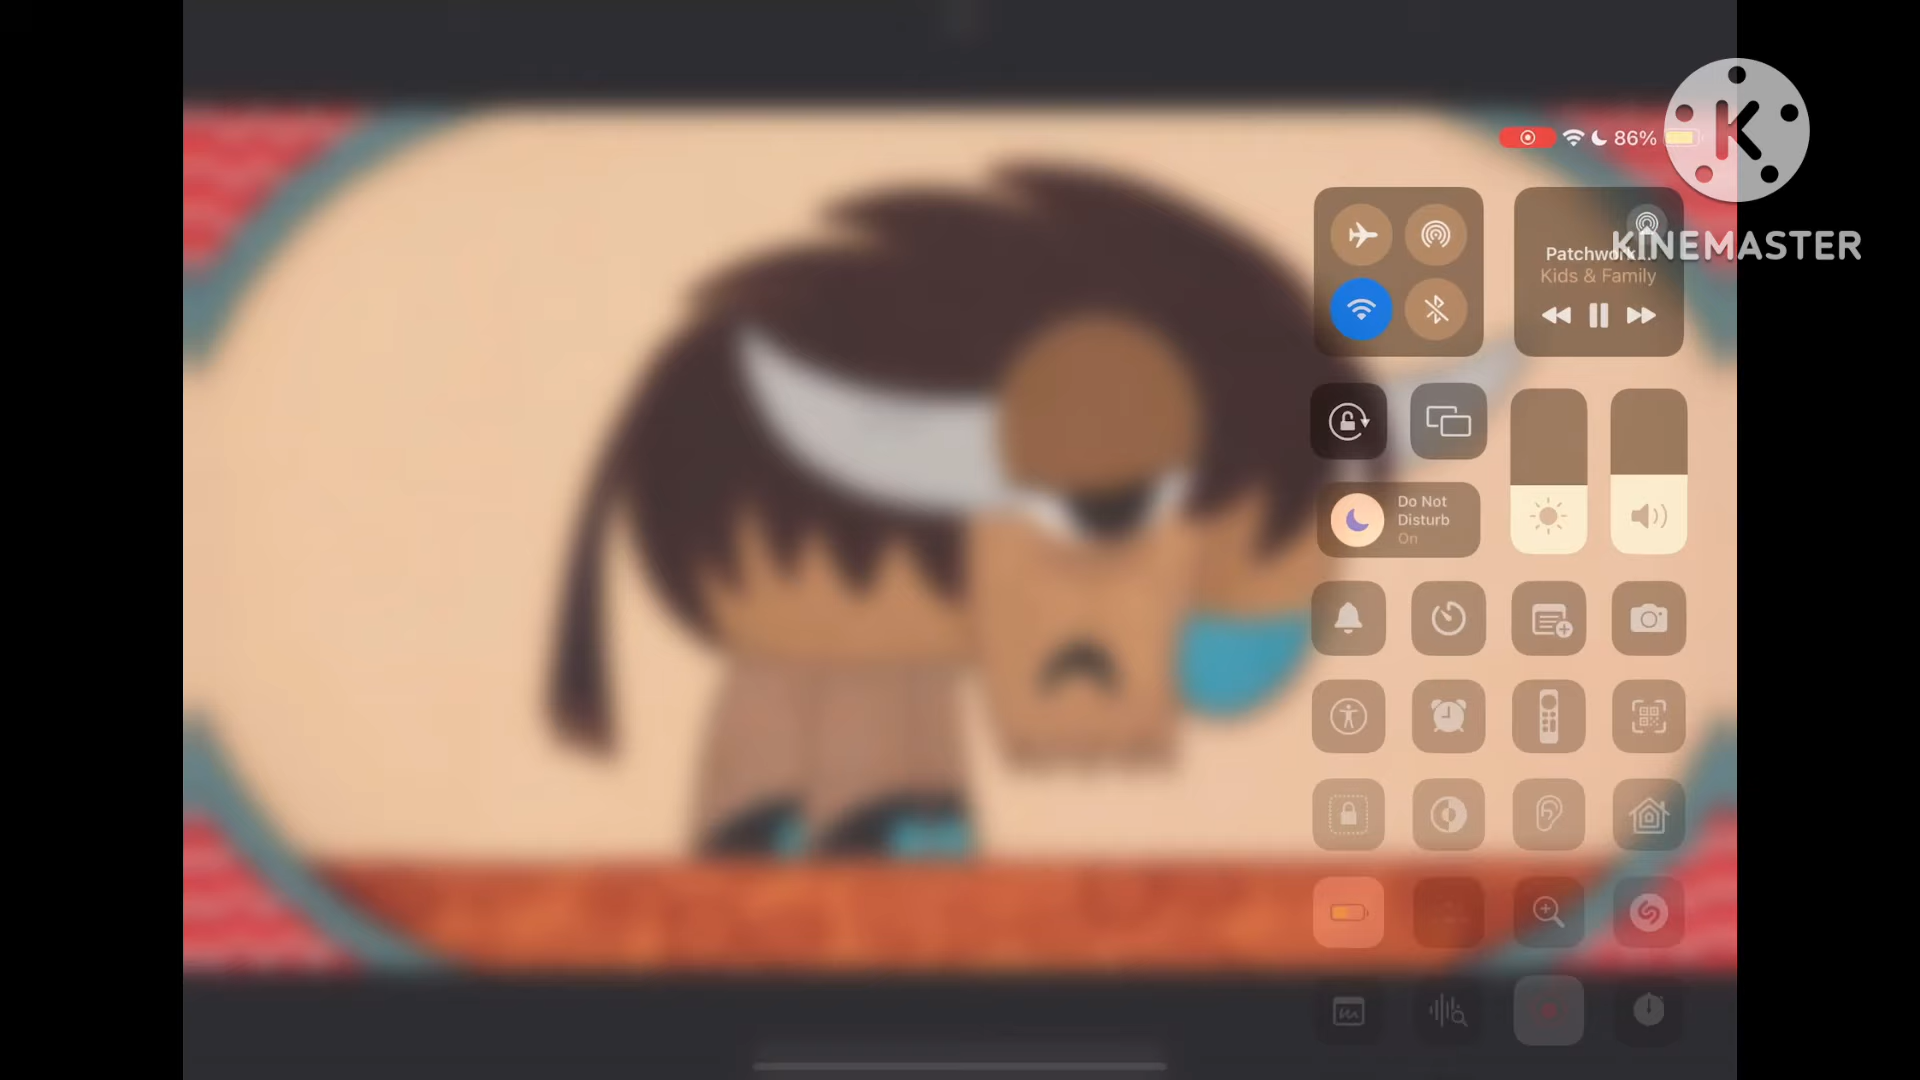 86%
K
KINEMASTER
Patchwork...
Kids & Family
Do Not
Disturb
On